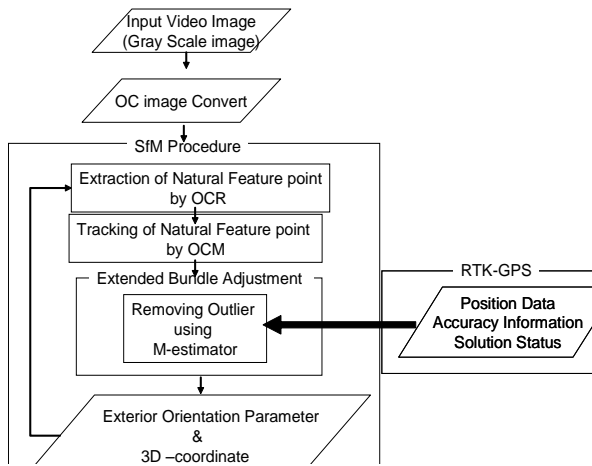 Input Video Image
(Gray Scale image)
OC image Convert
SfM Procedure
Extraction of Natural Feature point
by OCR
Tracking of Natural Feature point
by OCM
Extended Bundle Adjustment
Removing Outlier
using
M-estimator
RTK-GPS
Position Data
Accuracy Information
Solution Status
Exterior Orientation Parameter
&
3D –coordinate